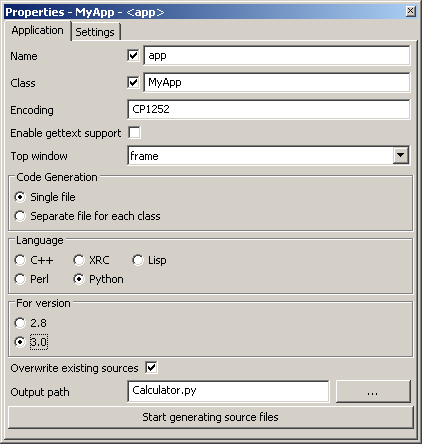 Properties - MyApp - <app>
Application Settings
Name app
Class MyApp
Encoding CP1252
Enable gettext support
Top window frame
Code Generation
Single file
Separate file for each class
Language
C++ XRC Lisp
Perl Python
For version
2.8
3.0
Overwrite existing sources
Output path Calculator.py ...
Start generating source files